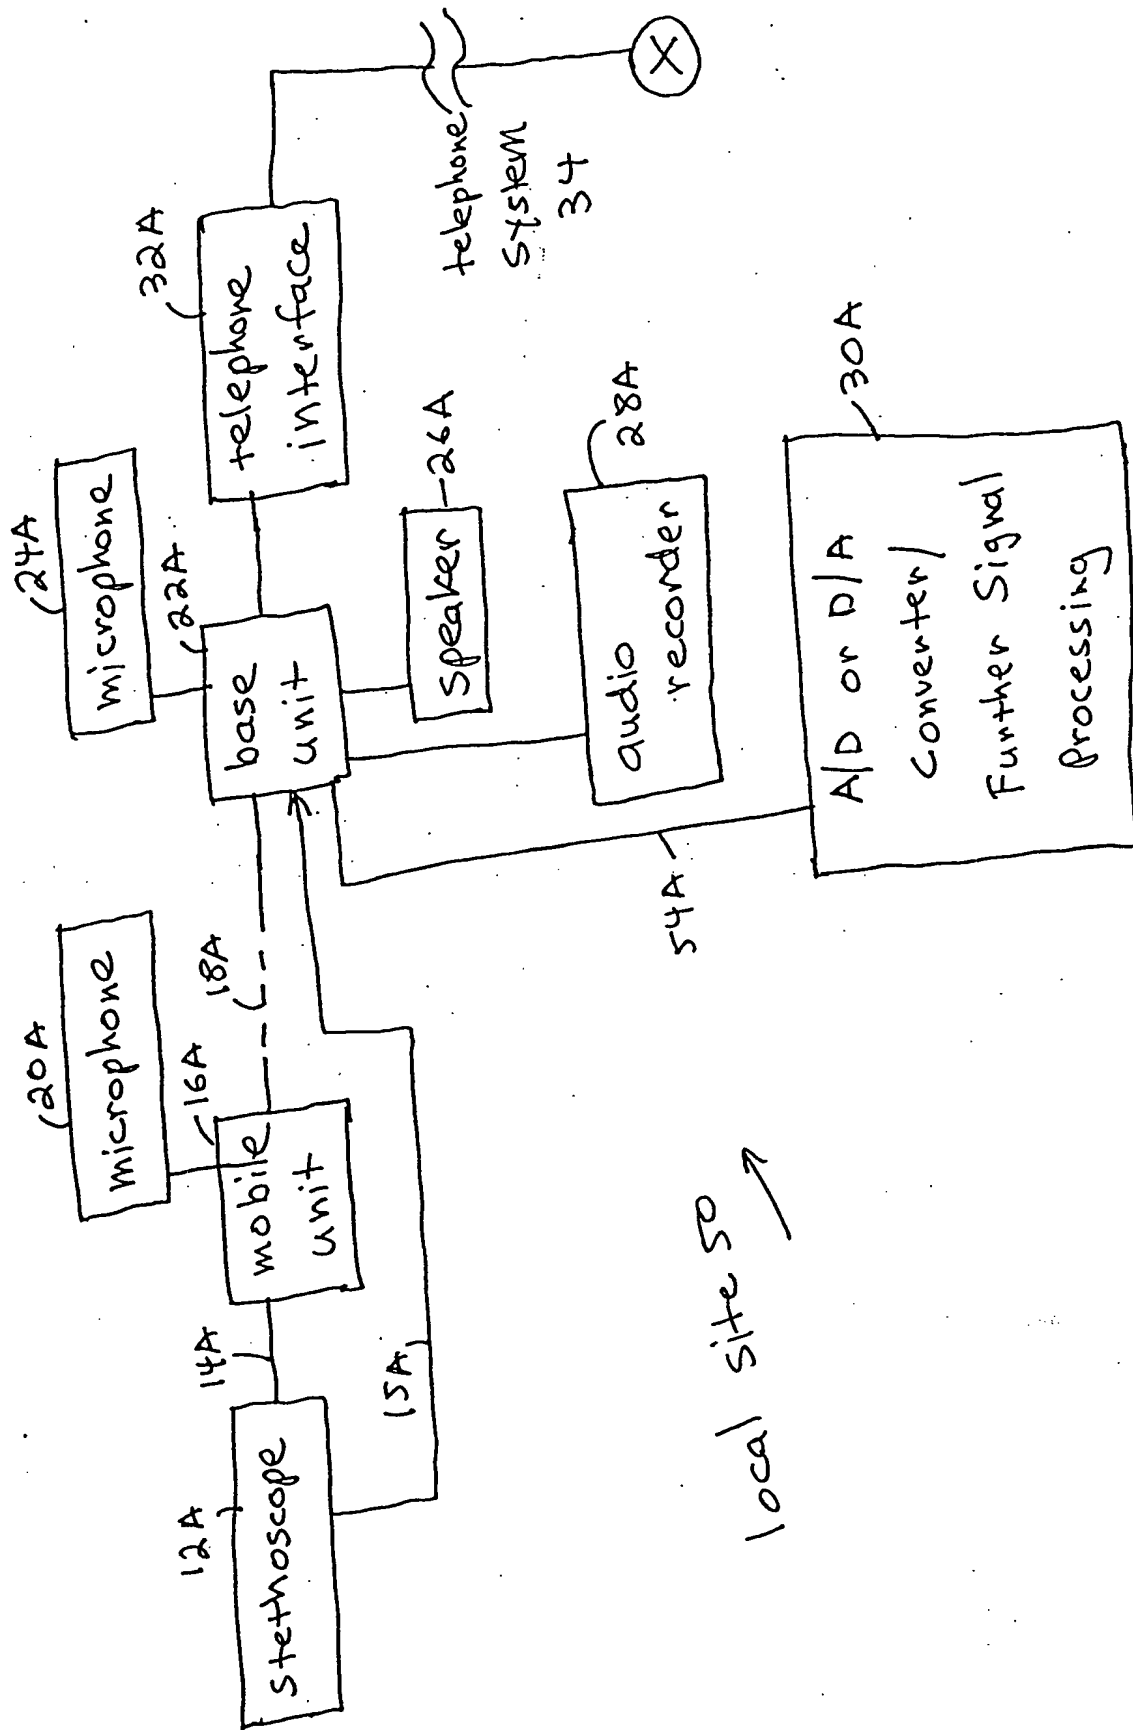 20A
microphone
24A
microphone
12A
stethoscope
14A
16A
mobile
unit
18A
22A
base
unit
32A
telephone
interface
15A
speaker
26A
telephone
system
34
X
audio
recorder
28A
54A
A/D or D/A
Converter/
Further Signal
Processing
30A
local site 50